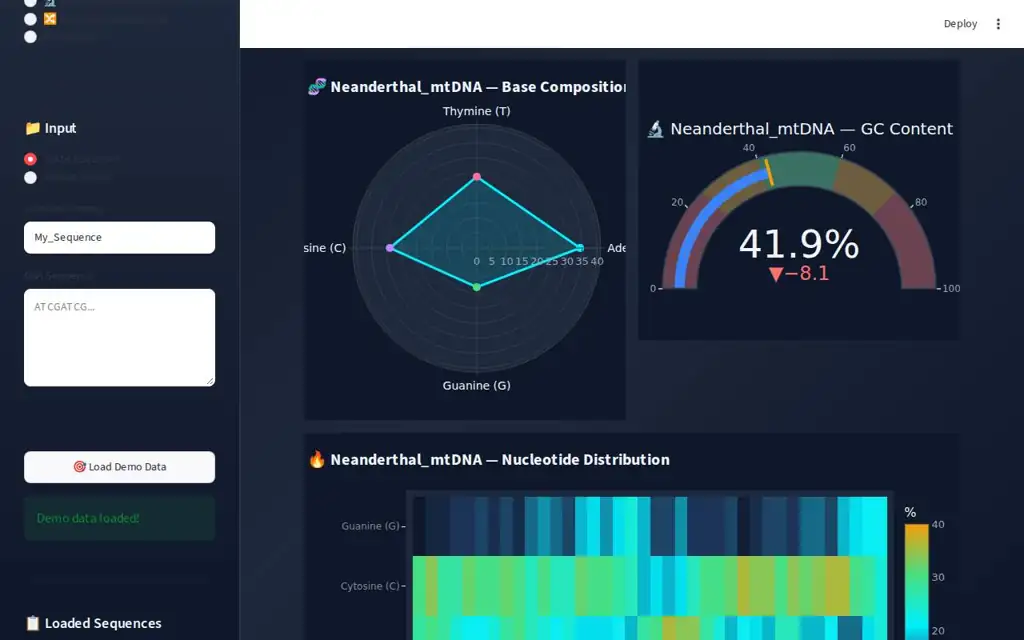 Deploy
📁 Input
My_Sequence
ATCGATCG...
🎯 Load Demo Data
Demo data loaded!
📋 Loaded Sequences
🧬 Neanderthal_mtDNA — Base Composition
Thymine (T)
sine (C)
Ade
0 5 10 15 20 25 30 35 40
Guanine (G)
🔬 Neanderthal_mtDNA — GC Content
40
60
20
80
41.9%
▼−8.1
0
100
🔥 Neanderthal_mtDNA — Nucleotide Distribution
Guanine (G)
Cytosine (C)
%
40
30
20